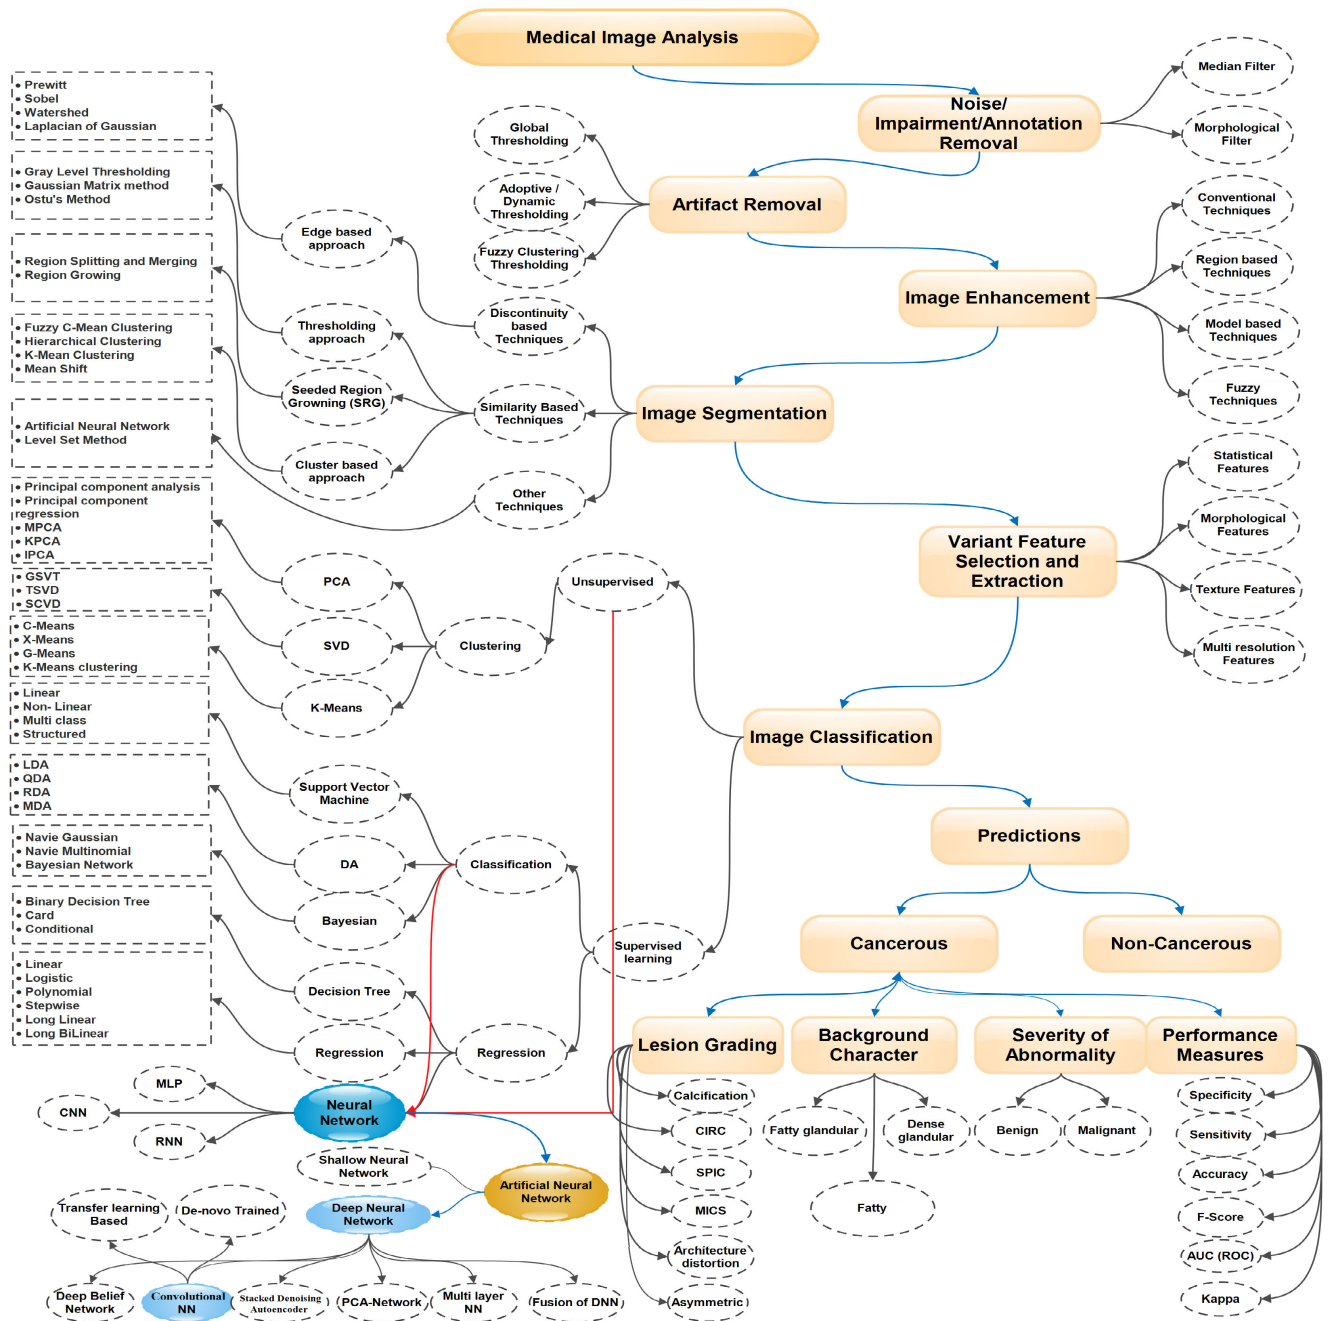 Medical Image Analysis
Noise/
Impairment/Annotation
Removal
Median Filter
Morphological
Filter
Artifact Removal
Global
Thresholding
Adoptive /
Dynamic
Thresholding
Fuzzy Clustering
Thresholding
Image Enhancement
Conventional
Techniques
Region based
Techniques
Model based
Techniques
Fuzzy
Techniques
Image Segmentation
Discontinuity
based
Techniques
Similarity Based
Techniques
Other
Techniques
Edge based
approach
Thresholding
approach
Seeded Region
Growning (SRG)
Cluster based
approach
• Prewitt
• Sobel
• Watershed
• Laplacian of Gaussian
• Gray Level Thresholding
• Gaussian Matrix method
• Ostu's Method
• Region Splitting and Merging
• Region Growing
• Fuzzy C-Mean Clustering
• Hierarchical Clustering
• K-Mean Clustering
• Mean Shift
• Artificial Neural Network
• Level Set Method
Variant Feature
Selection and
Extraction
Statistical
Features
Morphological
Features
Texture Features
Multi resolution
Features
Image Classification
Unsupervised
Clustering
PCA
SVD
K-Means
• Principal component analysis
• Principal component
regression
• MPCA
• KPCA
• IPCA
• GSVT
• TSVD
• SCVD
• C-Means
• X-Means
• G-Means
• K-Means clustering
Supervised
learning
Classification
Support Vector
Machine
DA
Bayesian
• Linear
• Non- Linear
• Multi class
• Structured
• LDA
• QDA
• RDA
• MDA
• Navie Gaussian
• Navie Multinomial
• Bayesian Network
Regression
Decision Tree
Regression
• Binary Decision Tree
• Card
• Conditional
• Linear
• Logistic
• Polynomial
• Stepwise
• Long Linear
• Long BiLinear
Neural
Network
MLP
CNN
RNN
Artificial Neural
Network
Shallow Neural
Network
Deep Neural
Network
Transfer learning
Based
De-novo Trained
Deep Belief
Network
Convolutional
NN
Stacked Denoising
Autoencoder
PCA-Network
Multi layer
NN
Fusion of DNN
Predictions
Cancerous
Non-Cancerous
Lesion Grading
Background
Character
Severity of
Abnormality
Performance
Measures
Calcification
CIRC
SPIC
MICS
Architecture
distortion
Asymmetric
Fatty glandular
Dense
glandular
Fatty
Benign
Malignant
Specificity
Sensitivity
Accuracy
F-Score
AUC (ROC)
Kappa